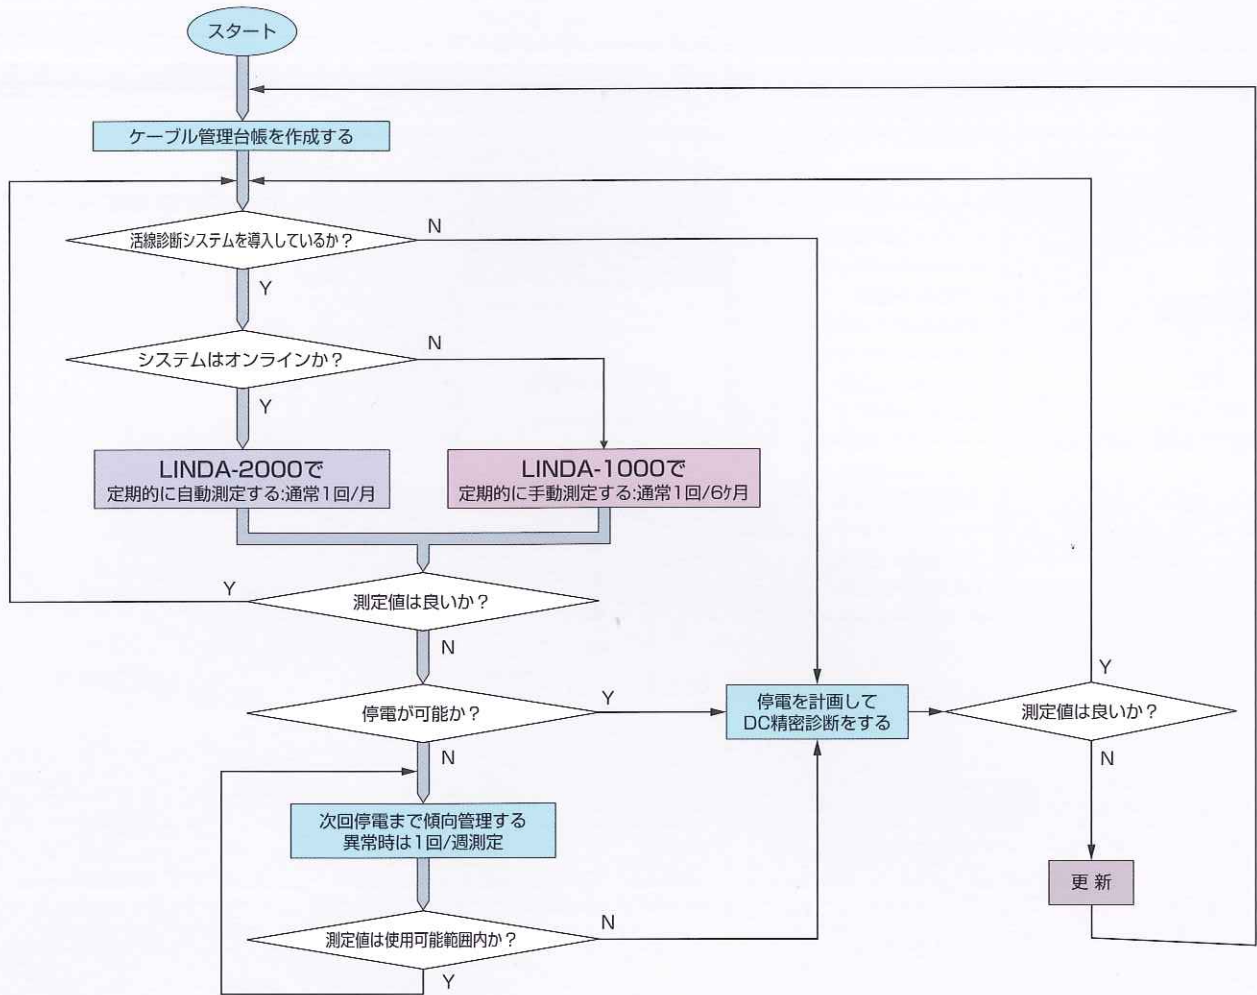 スタート
ケーブル管理台帳を作成する
活線診断システムを導入しているか？
N
Y
システムはオンラインか？
N
Y
LINDA-2000で
定期的に自動測定する:通常1回/月
LINDA-1000で
定期的に手動測定する:通常1回/6ヶ月
測定値は良いか？
Y
N
停電が可能か？
Y
N
停電を計画して
DC精密診断をする
測定値は良いか？
Y
N
次回停電まで傾向管理する
異常時は1回/週測定
更 新
測定値は使用可能範囲内か？
N
Y